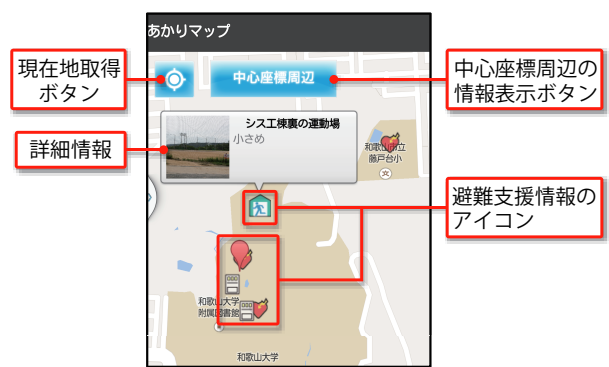 あかりマップ
現在地取得
ボタン
中心座標周辺
中心座標周辺の
情報表示ボタン
シス工棟裏の運動場
小さめ
詳細情報
和歌山市立
藤戸台小
文
避難支援情報の
アイコン
和歌山大学
附属図書館
和歌山大学